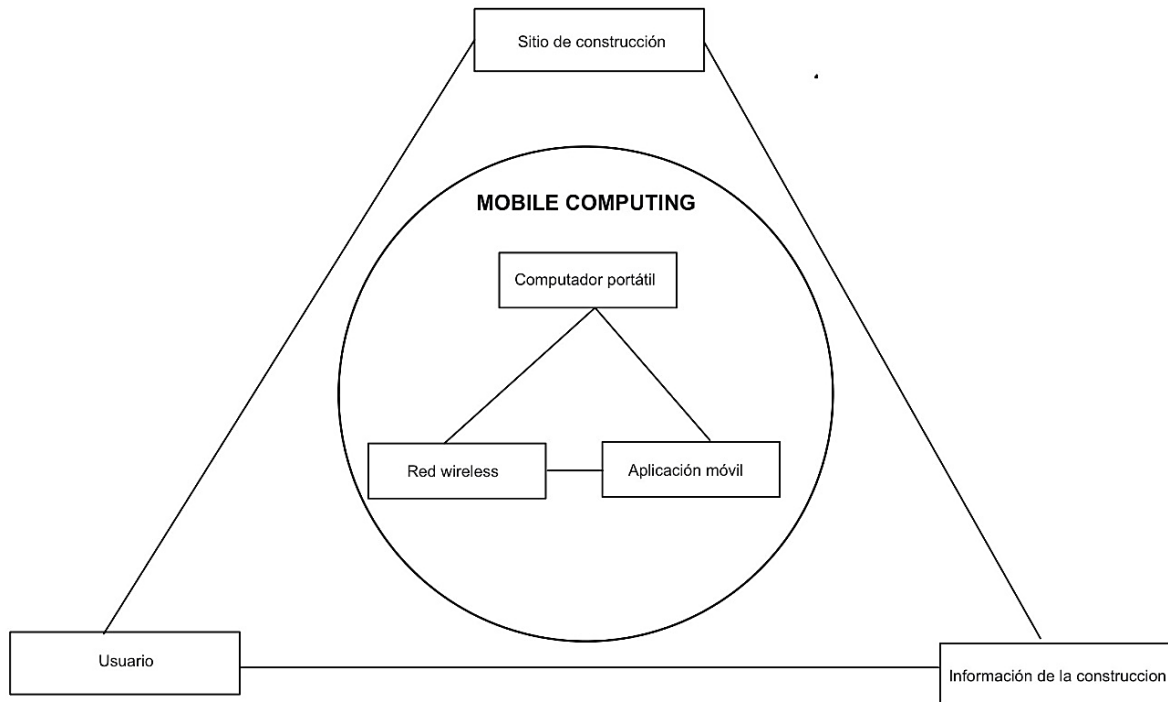 Sitio de construcción
MOBILE COMPUTING
Computador portátil
Red wireless
Aplicación móvil
Usuario
Información de la construccion